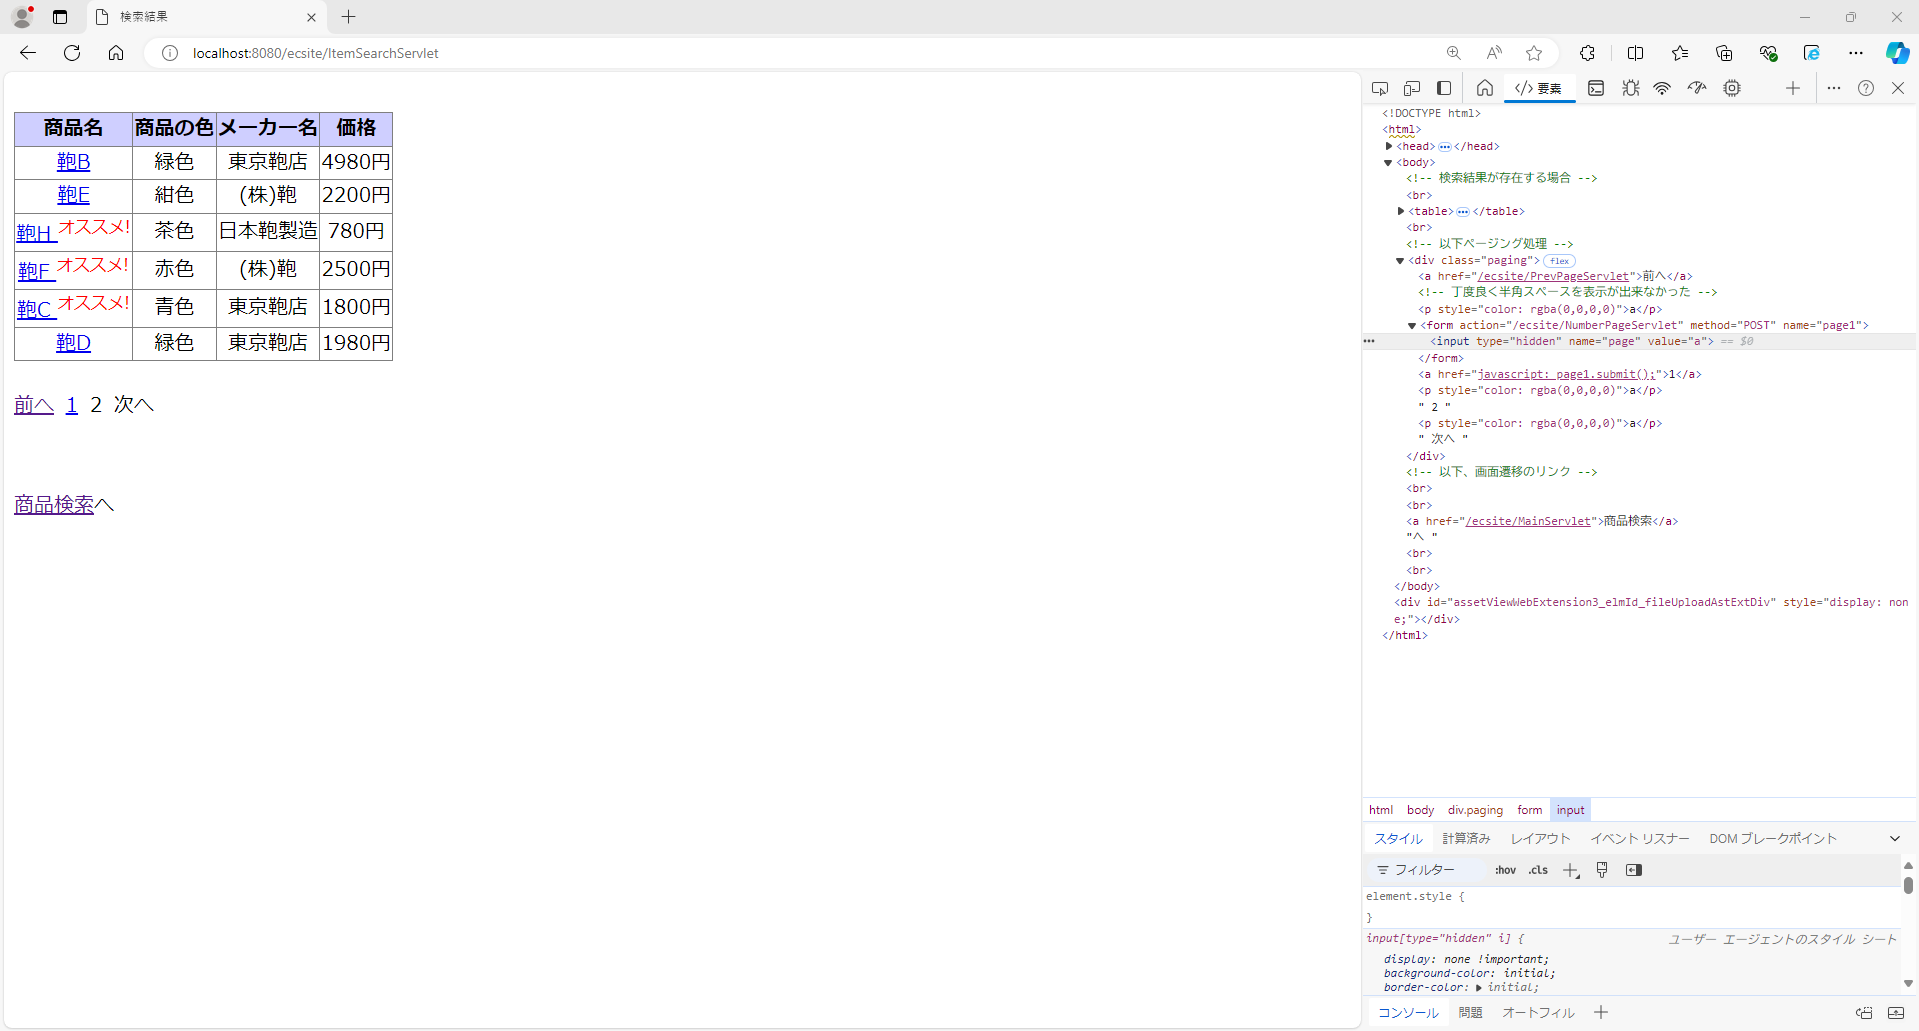 検索結果
localhost:8080/ecsite/ItemSearchServlet
商品名 商品の色 メーカー名 価格
鞄B 緑色 東京鞄店 4980円
鞄E 紺色 (株)鞄 2200円
鞄H オススメ! 茶色 日本鞄製造 780円
鞄F オススメ! 赤色 (株)鞄 2500円
鞄C オススメ! 青色 東京鞄店 1800円
鞄D 緑色 東京鞄店 1980円
前へ 1 2 次へ
商品検索へ
</> 要素
<!DOCTYPE html>
<html>
<head> ••• </head>
<body>
<!-- 検索結果が存在する場合 -->
<br>
<table> ••• </table>
<br>
<!-- 以下ページング処理 -->
<div class="paging"> flex
<a href="/ecsite/PrevPageServlet">前へ</a>
<!-- 丁度良く半角スペースを表示が出来なかった -->
<p style="color: rgba(0,0,0,0)">a</p>
<form action="/ecsite/NumberPageServlet" method="POST" name="page1">
••• <input type="hidden" name="page" value="a"> == $0
</form>
<a href="javascript: page1.submit();">1</a>
<p style="color: rgba(0,0,0,0)">a</p>
" 2 "
<p style="color: rgba(0,0,0,0)">a</p>
" 次へ "
</div>
<!-- 以下、画面遷移のリンク -->
<br>
<br>
<a href="/ecsite/MainServlet">商品検索</a>
"へ "
<br>
<br>
</body>
<div id="assetViewWebExtension3_elmId_fileUploadAstExtDiv" style="display: non
e;"></div>
</html>
html body div.paging form input
スタイル 計算済み レイアウト イベント リスナー DOM ブレークポイント
フィルター :hov .cls
element.style {
}
input[type="hidden" i] { ユーザー エージェントのスタイル シート
display: none !important;
background-color: initial;
border-color: initial;
コンソール 問題 オートフィル